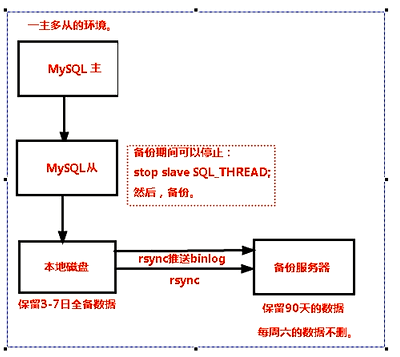 一主多从的环境。
MySQL 主
MySQL从
备份期间可以停止：
stop slave SQL_THREAD;
然后，备份。
本地磁盘
rsync推送binlog
rsync
备份服务器
保留3-7日全备数据
保留90天的数据
每周六的数据不删。